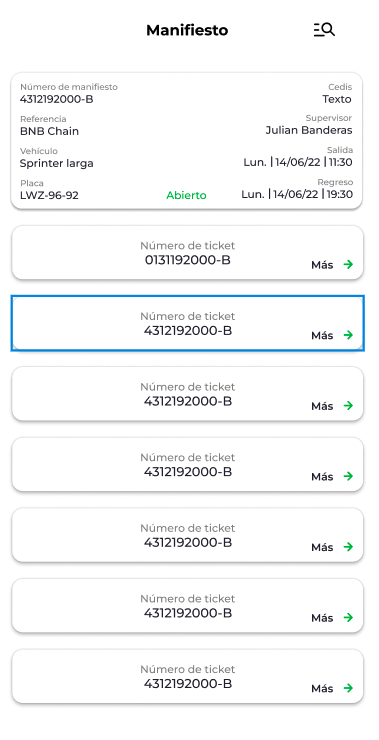 Manifiesto
Número de manifiesto
4312192000-B
Cedis
Texto
Referencia
BNB Chain
Supervisor
Julian Banderas
Vehículo
Sprinter larga
Salida
Lun. | 14/06/22 | 11:30
Placa
LWZ-96-92
Abierto
Regreso
Lun. | 14/06/22 | 19:30
Número de ticket
0131192000-B
Más
Número de ticket
4312192000-B
Más
Número de ticket
4312192000-B
Más
Número de ticket
4312192000-B
Más
Número de ticket
4312192000-B
Más
Número de ticket
4312192000-B
Más
Número de ticket
4312192000-B
Más